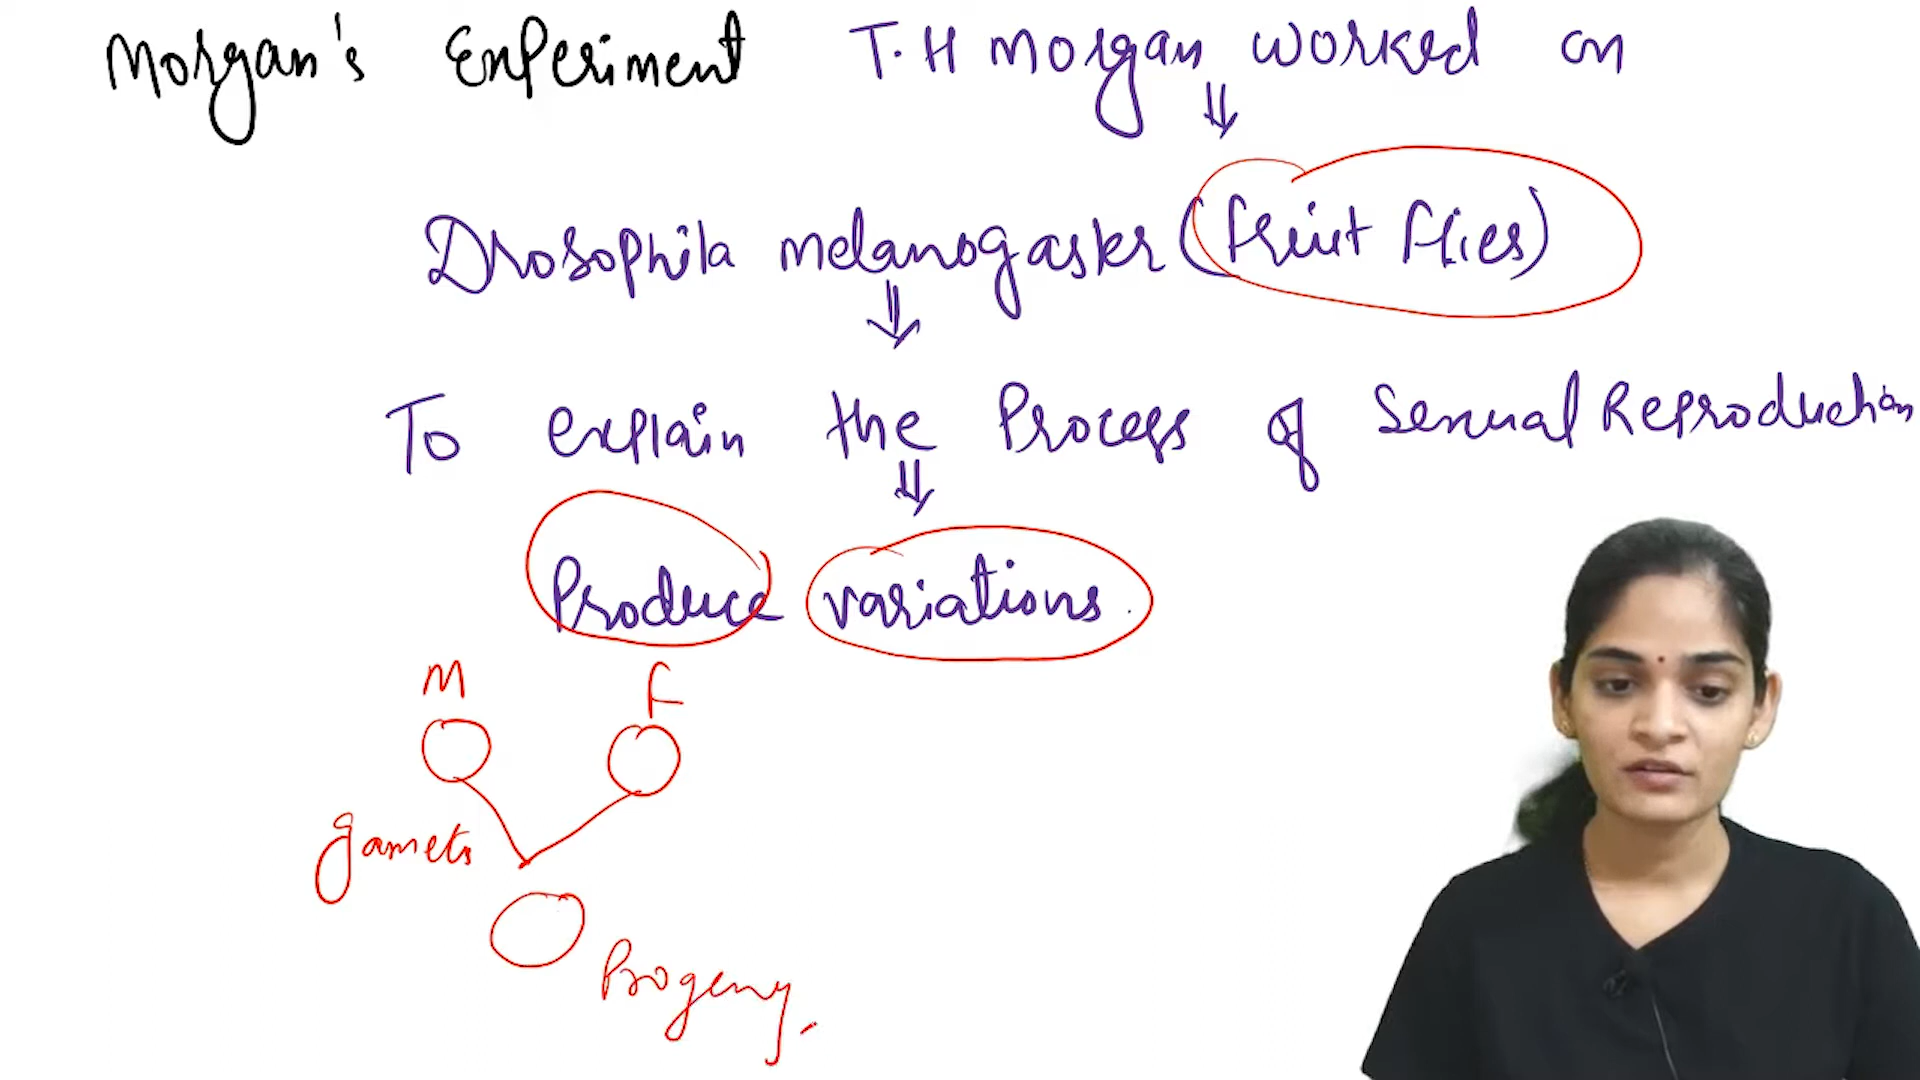 Morgan's Experiment T.H Morgan worked on
Drosophila melanogaster (fruit flies)
To explain the Process of Sexual Reproduction
Produce variations.
M F
gamets
Progeny.